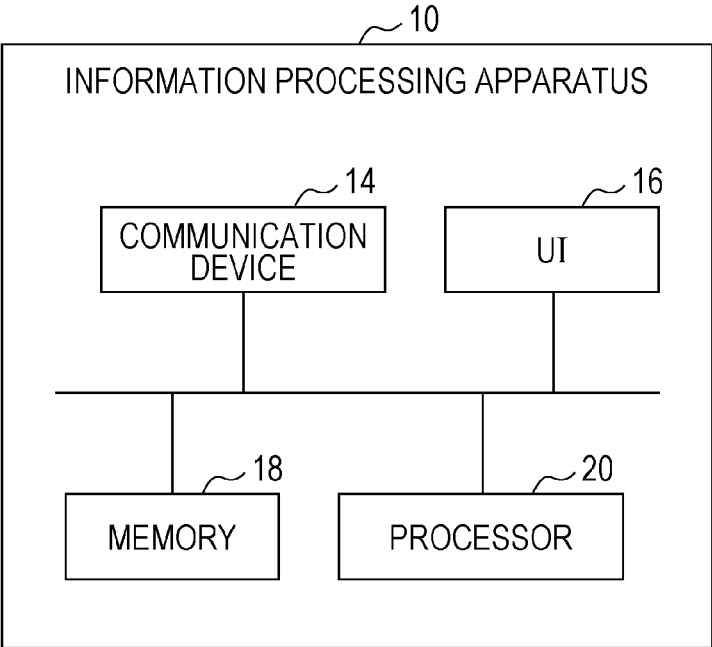 10
INFORMATION PROCESSING APPARATUS
14
16
COMMUNICATION
DEVICE
UI
18
20
MEMORY
PROCESSOR